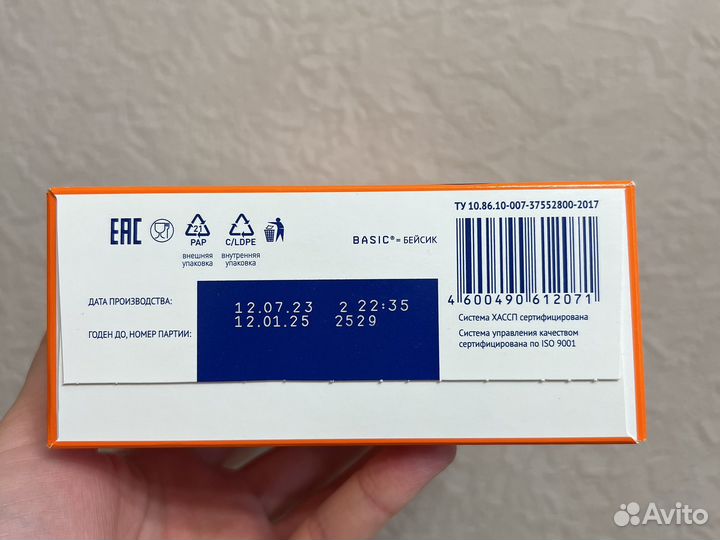 ТУ 10.86.10-007-37552800-2017
EAC
21
PAP
C/LDPE
внешняя упаковка
внутренняя упаковка
BASIC® = БЕЙСИК
4 600490 612071
ДАТА ПРОИЗВОДСТВА:
12.07.23 2 22:35
ГОДЕН ДО, НОМЕР ПАРТИИ:
12.01.25 2529
Система ХАССП сертифицирована
Система управления качеством
сертифицирована по ISO 9001
Avito